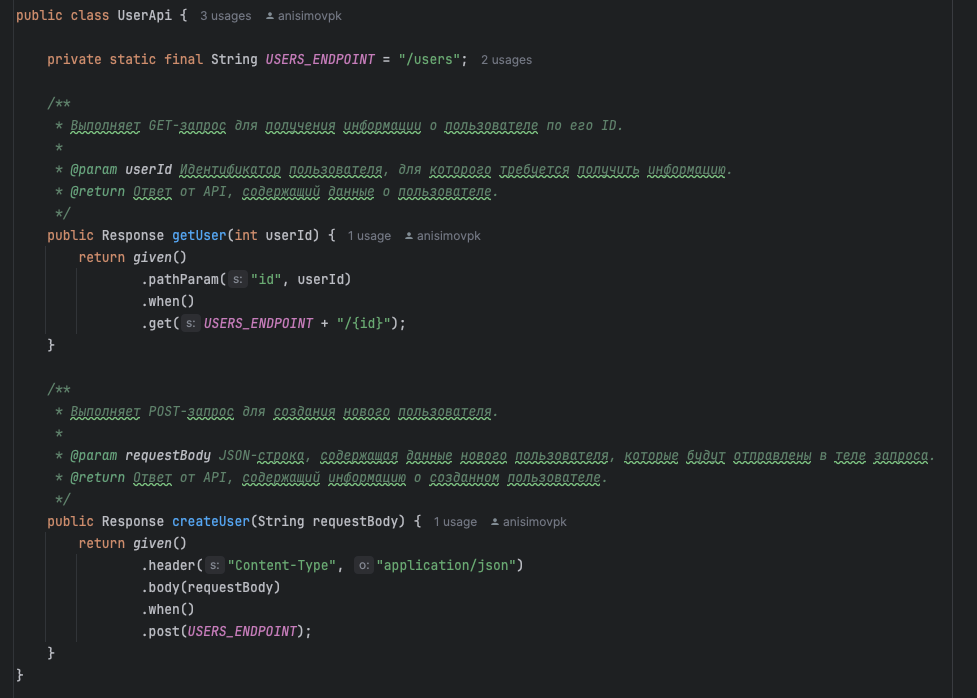 public class UserApi { 3 usages anisimovpk
private static final String USERS_ENDPOINT = "/users"; 2 usages
/**
* Выполняет GET-запрос для получения информации о пользователе по его ID.
*
* @param userId Идентификатор пользователя, для которого требуется получить информацию.
* @return Ответ от API, содержащий данные о пользователе.
*/
public Response getUser(int userId) { 1 usage anisimovpk
return given()
.pathParam( s: "id", userId)
.when()
.get( s: USERS_ENDPOINT + "/{id}");
}
/**
* Выполняет POST-запрос для создания нового пользователя.
*
* @param requestBody JSON-строка, содержащая данные нового пользователя, которые будут отправлены в теле запроса.
* @return Ответ от API, содержащий информацию о созданном пользователе.
*/
public Response createUser(String requestBody) { 1 usage anisimovpk
return given()
.header( s: "Content-Type", o: "application/json")
.body(requestBody)
.when()
.post(USERS_ENDPOINT);
}
}